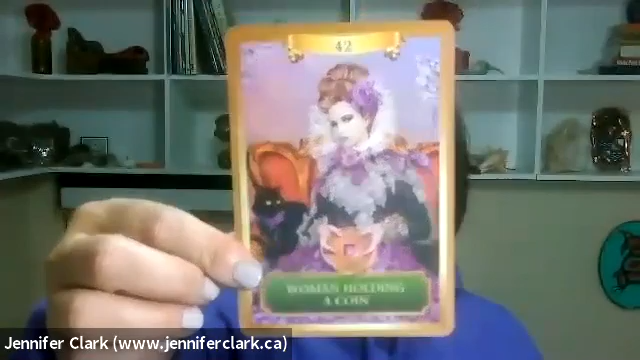 42
WOMAN HOLDING
A COIN
Jennifer Clark (www.jenniferclark.ca)